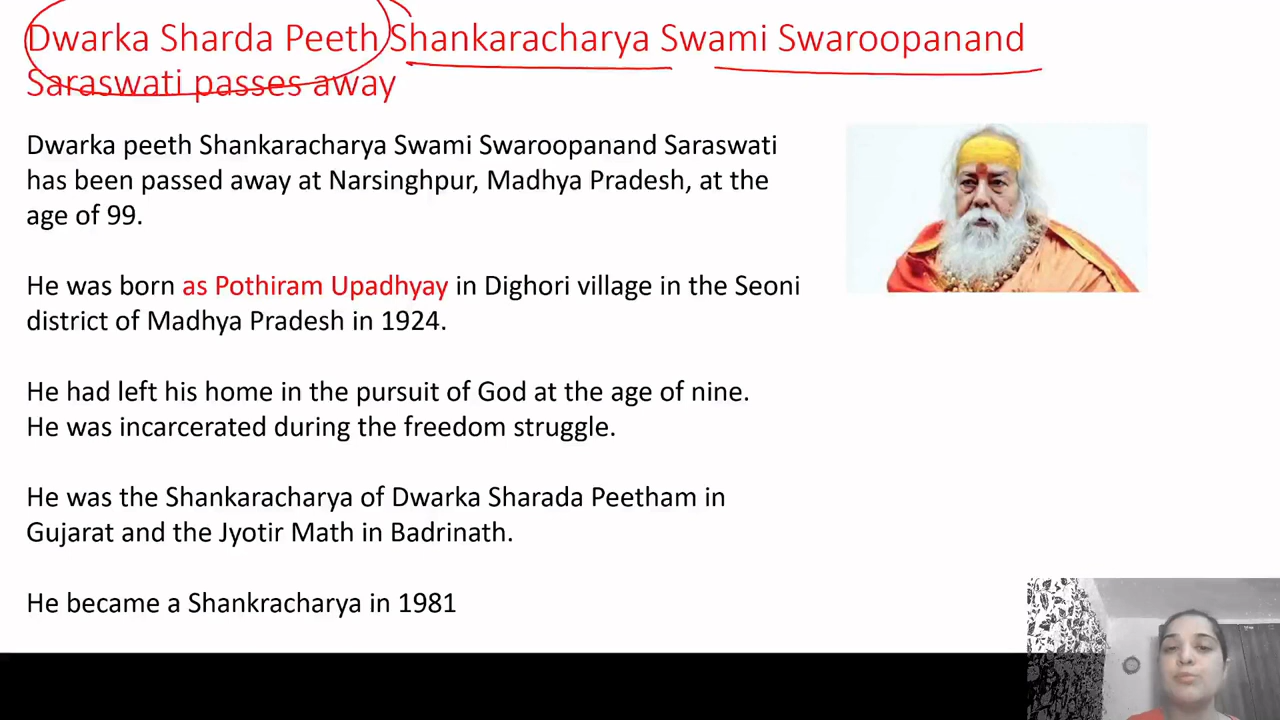 Dwarka Sharda Peeth Shankaracharya Swami Swaroopanand
Saraswati passes away
Dwarka peeth Shankaracharya Swami Swaroopanand Saraswati
has been passed away at Narsinghpur, Madhya Pradesh, at the
age of 99.
He was born as Pothiram Upadhyay in Dighori village in the Seoni
district of Madhya Pradesh in 1924.
He had left his home in the pursuit of God at the age of nine.
He was incarcerated during the freedom struggle.
He was the Shankaracharya of Dwarka Sharada Peetham in
Gujarat and the Jyotir Math in Badrinath.
He became a Shankracharya in 1981